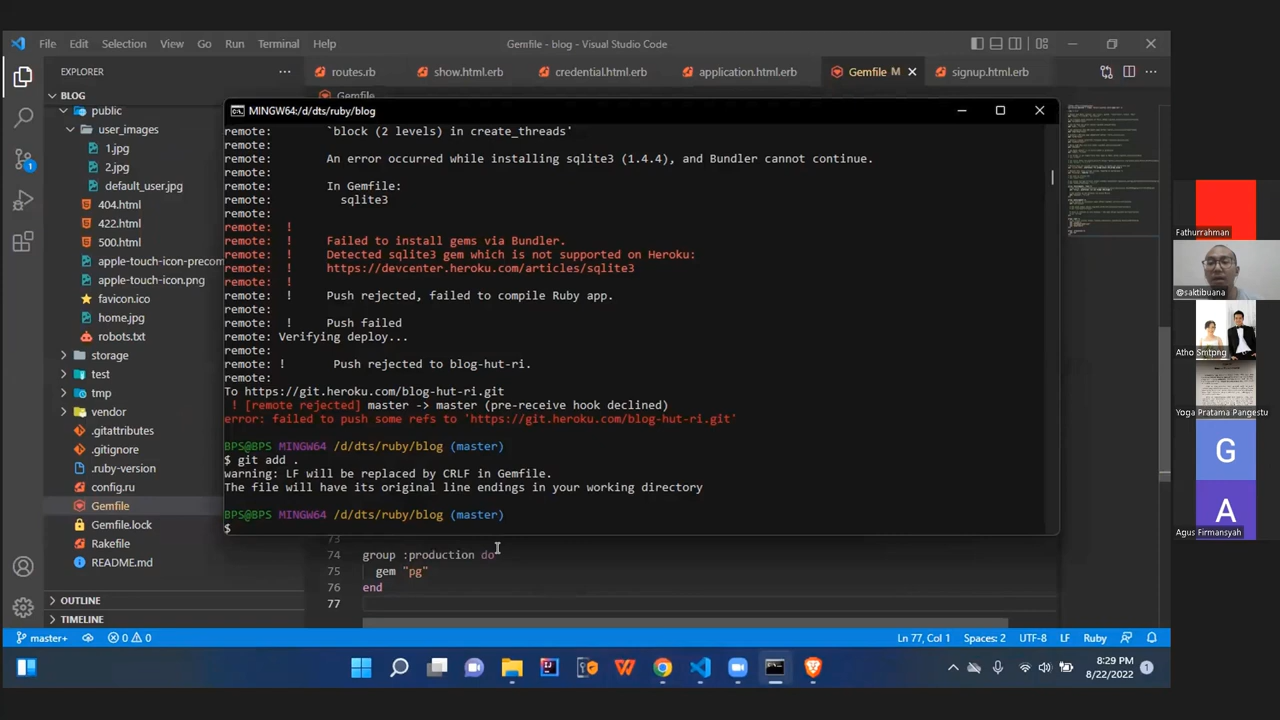 File Edit Selection View Go Run Terminal Help
Gemfile - blog - Visual Studio Code
EXPLORER
routes.rb
show.html.erb
credential.html.erb
application.html.erb
Gemfile M
signup.html.erb
BLOG
Gemfile
public
user_images
1.jpg
2.jpg
default_user.jpg
404.html
422.html
500.html
apple-touch-icon-precom
apple-touch-icon.png
favicon.ico
home.jpg
robots.txt
storage
test
tmp
vendor
.gitattributes
.gitignore
.ruby-version
config.ru
Gemfile
Gemfile.lock
Rakefile
README.md
OUTLINE
TIMELINE
MINGW64:/d/dts/ruby/blog
remote: `block (2 levels) in create_threads'
remote:
remote: An error occurred while installing sqlite3 (1.4.4), and Bundler cannot continue.
remote:
remote: In Gemfile:
remote: sqlite3
remote:
remote: !
remote: ! Failed to install gems via Bundler.
remote: ! Detected sqlite3 gem which is not supported on Heroku:
remote: ! https://devcenter.heroku.com/articles/sqlite3
remote: !
remote: ! Push rejected, failed to compile Ruby app.
remote:
remote: ! Push failed
remote: Verifying deploy...
remote:
remote: ! Push rejected to blog-hut-ri.
remote:
To https://git.heroku.com/blog-hut-ri.git
! [remote rejected] master -> master (pre-receive hook declined)
error: failed to push some refs to 'https://git.heroku.com/blog-hut-ri.git'
BPS@BPS MINGW64 /d/dts/ruby/blog (master)
$ git add .
warning: LF will be replaced by CRLF in Gemfile.
The file will have its original line endings in your working directory
BPS@BPS MINGW64 /d/dts/ruby/blog (master)
$
73
74 group :production do
75 gem "pg"
76 end
77
master+ 0 0
Ln 77, Col 1 Spaces: 2 UTF-8 LF Ruby
8:29 PM
8/22/2022
1
Fathurrahman
@saktibuana
Atho Smtpng
Yoga Pratama Pangestu
G
A
Agus Firmansyah